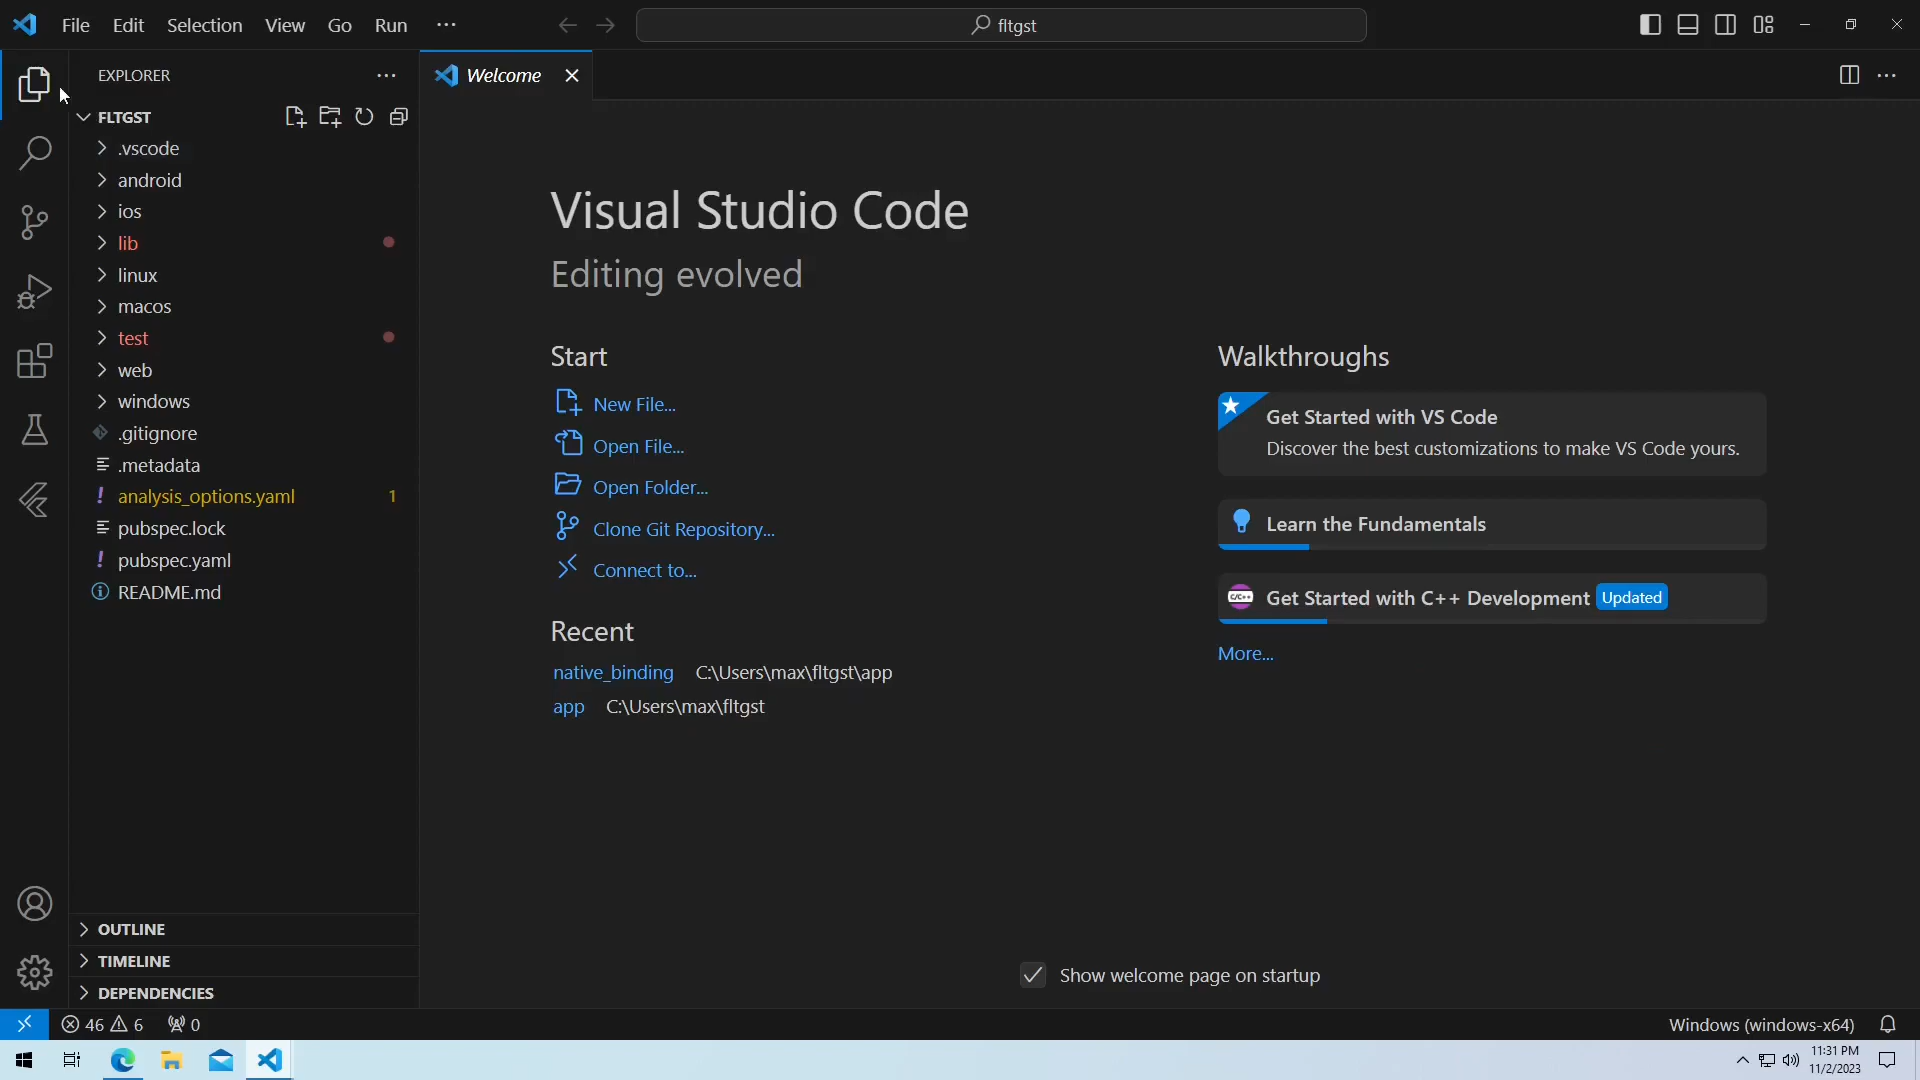 File Edit Selection View Go Run ···
fltgst
EXPLORER ···
Welcome
FLTGST
.vscode
android
ios
lib
linux
macos
test
web
windows
.gitignore
.metadata
analysis_options.yaml 1
pubspec.lock
pubspec.yaml
README.md
OUTLINE
TIMELINE
DEPENDENCIES
Visual Studio Code
Editing evolved
Start
New File...
Open File...
Open Folder...
Clone Git Repository...
Connect to...
Recent
native_binding C:\Users\max\fltgst\app
app C:\Users\max\fltgst
Walkthroughs
Get Started with VS Code
Discover the best customizations to make VS Code yours.
Learn the Fundamentals
C/C++ Get Started with C++ Development Updated
More...
Show welcome page on startup
46 6 0
Windows (windows-x64)
11:31 PM
11/2/2023